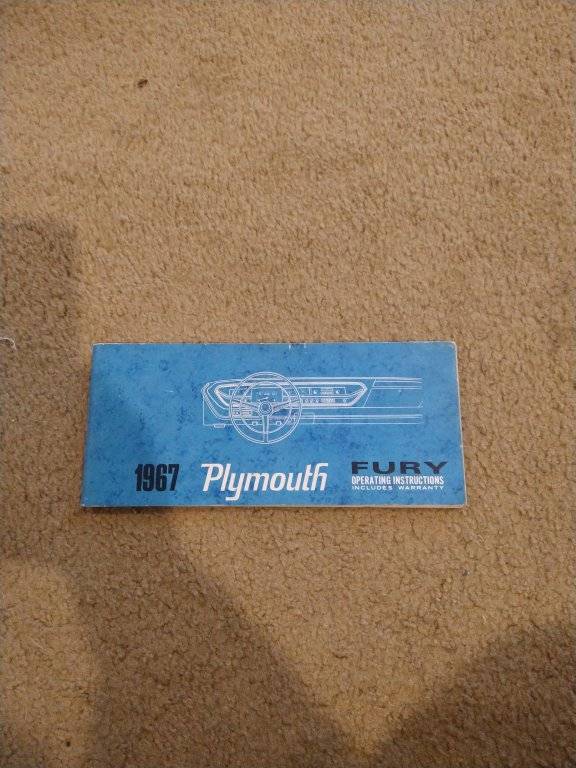 1967 Plymouth FURY
OPERATING INSTRUCTIONS
INCLUDES WARRANTY